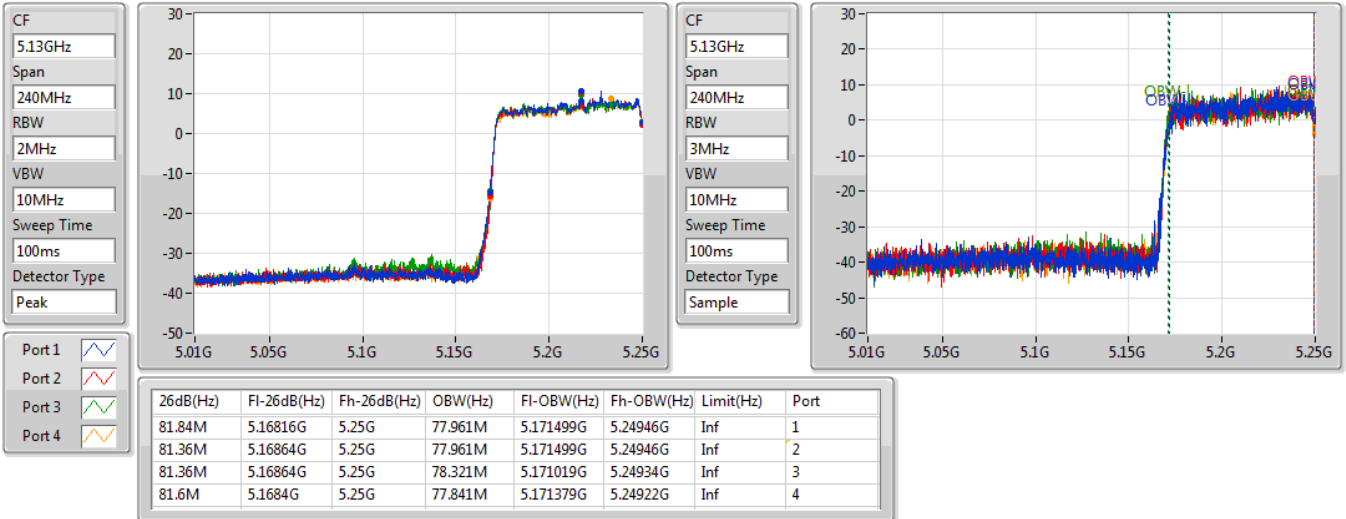 CF
5.13GHz
Span
240MHz
RBW
2MHz
VBW
10MHz
Sweep Time
100ms
Detector Type
Peak
30
20
10
0
-10
-20
-30
-40
-50
5.01G 5.05G 5.1G 5.15G 5.2G 5.25G
CF
5.13GHz
Span
240MHz
RBW
3MHz
VBW
10MHz
Sweep Time
100ms
Detector Type
Sample
30
20
10
0
-10
-20
-30
-40
-50
-60
5.01G 5.05G 5.1G 5.15G 5.2G 5.25G
Port 1
Port 2
Port 3
Port 4
26dB(Hz) Fl-26dB(Hz) Fh-26dB(Hz) OBW(Hz) Fl-OBW(Hz) Fh-OBW(Hz) Limit(Hz) Port
81.84M 5.16816G 5.25G 77.961M 5.171499G 5.24946G Inf 1
81.36M 5.16864G 5.25G 77.961M 5.171499G 5.24946G Inf 2
81.36M 5.16864G 5.25G 78.321M 5.171019G 5.24934G Inf 3
81.6M 5.1684G 5.25G 77.841M 5.171379G 5.24922G Inf 4